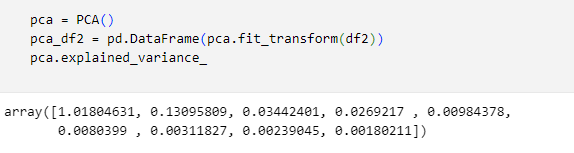 pca = PCA()
pca_df2 = pd.DataFrame(pca.fit_transform(df2))
pca.explained_variance_
array([1.01804631, 0.13095809, 0.03442401, 0.0269217 , 0.00984378,
0.0080399 , 0.00311827, 0.00239045, 0.00180211])